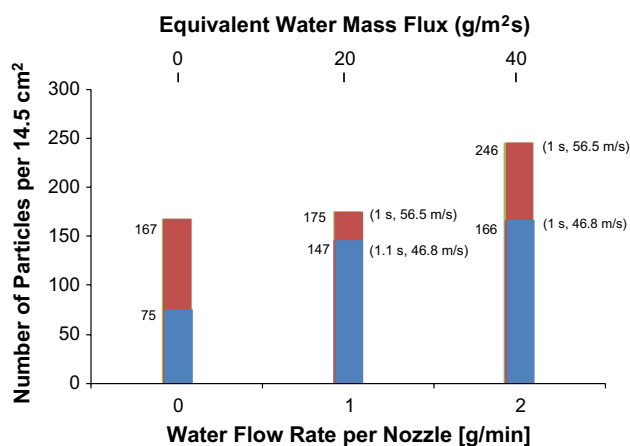 Equivalent Water Mass Flux (g/m²s)
0 20 40
Number of Particles per 14.5 cm²
300
250
200
150
100
50
0
167
75
175 (1 s, 56.5 m/s)
147 (1.1 s, 46.8 m/s)
246 (1 s, 56.5 m/s)
166 (1 s, 46.8 m/s)
0 1 2
Water Flow Rate per Nozzle [g/min]